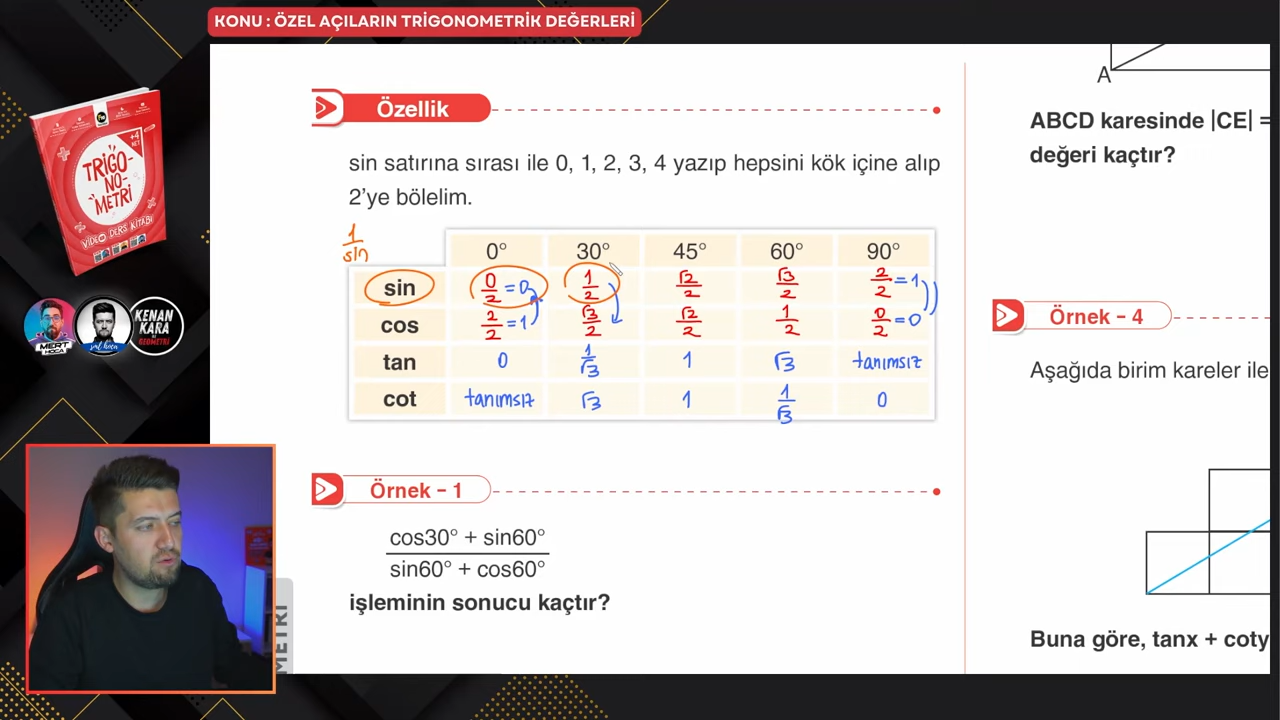 KONU : ÖZEL AÇILARIN TRİGONOMETRİK DEĞERLERİ
+4 NET
TRİGO-
NO-
METRİ
VİDEO DERS KİTABI
MERT HOCA
KENAN KARA
GEOMETRİ
Özellik
sin satırına sırası ile 0, 1, 2, 3, 4 yazıp hepsini kök içine alıp
2'ye bölelim.
1/sin
0° 30° 45° 60° 90°
sin 0/2 = 0 1/2 √2/2 √3/2 2/2 = 1
cos 2/2 = 1 √3/2 √2/2 1/2 0/2 = 0
tan 0 1/√3 1 √3 tanımsız
cot tanımsız √3 1 1/√3 0
Örnek – 1
cos30° + sin60°
sin60° + cos60°
işleminin sonucu kaçtır?
METRİ
A
ABCD karesinde |CE| =
değeri kaçtır?
Örnek – 4
Aşağıda birim kareler ile
Buna göre, tanx + coty